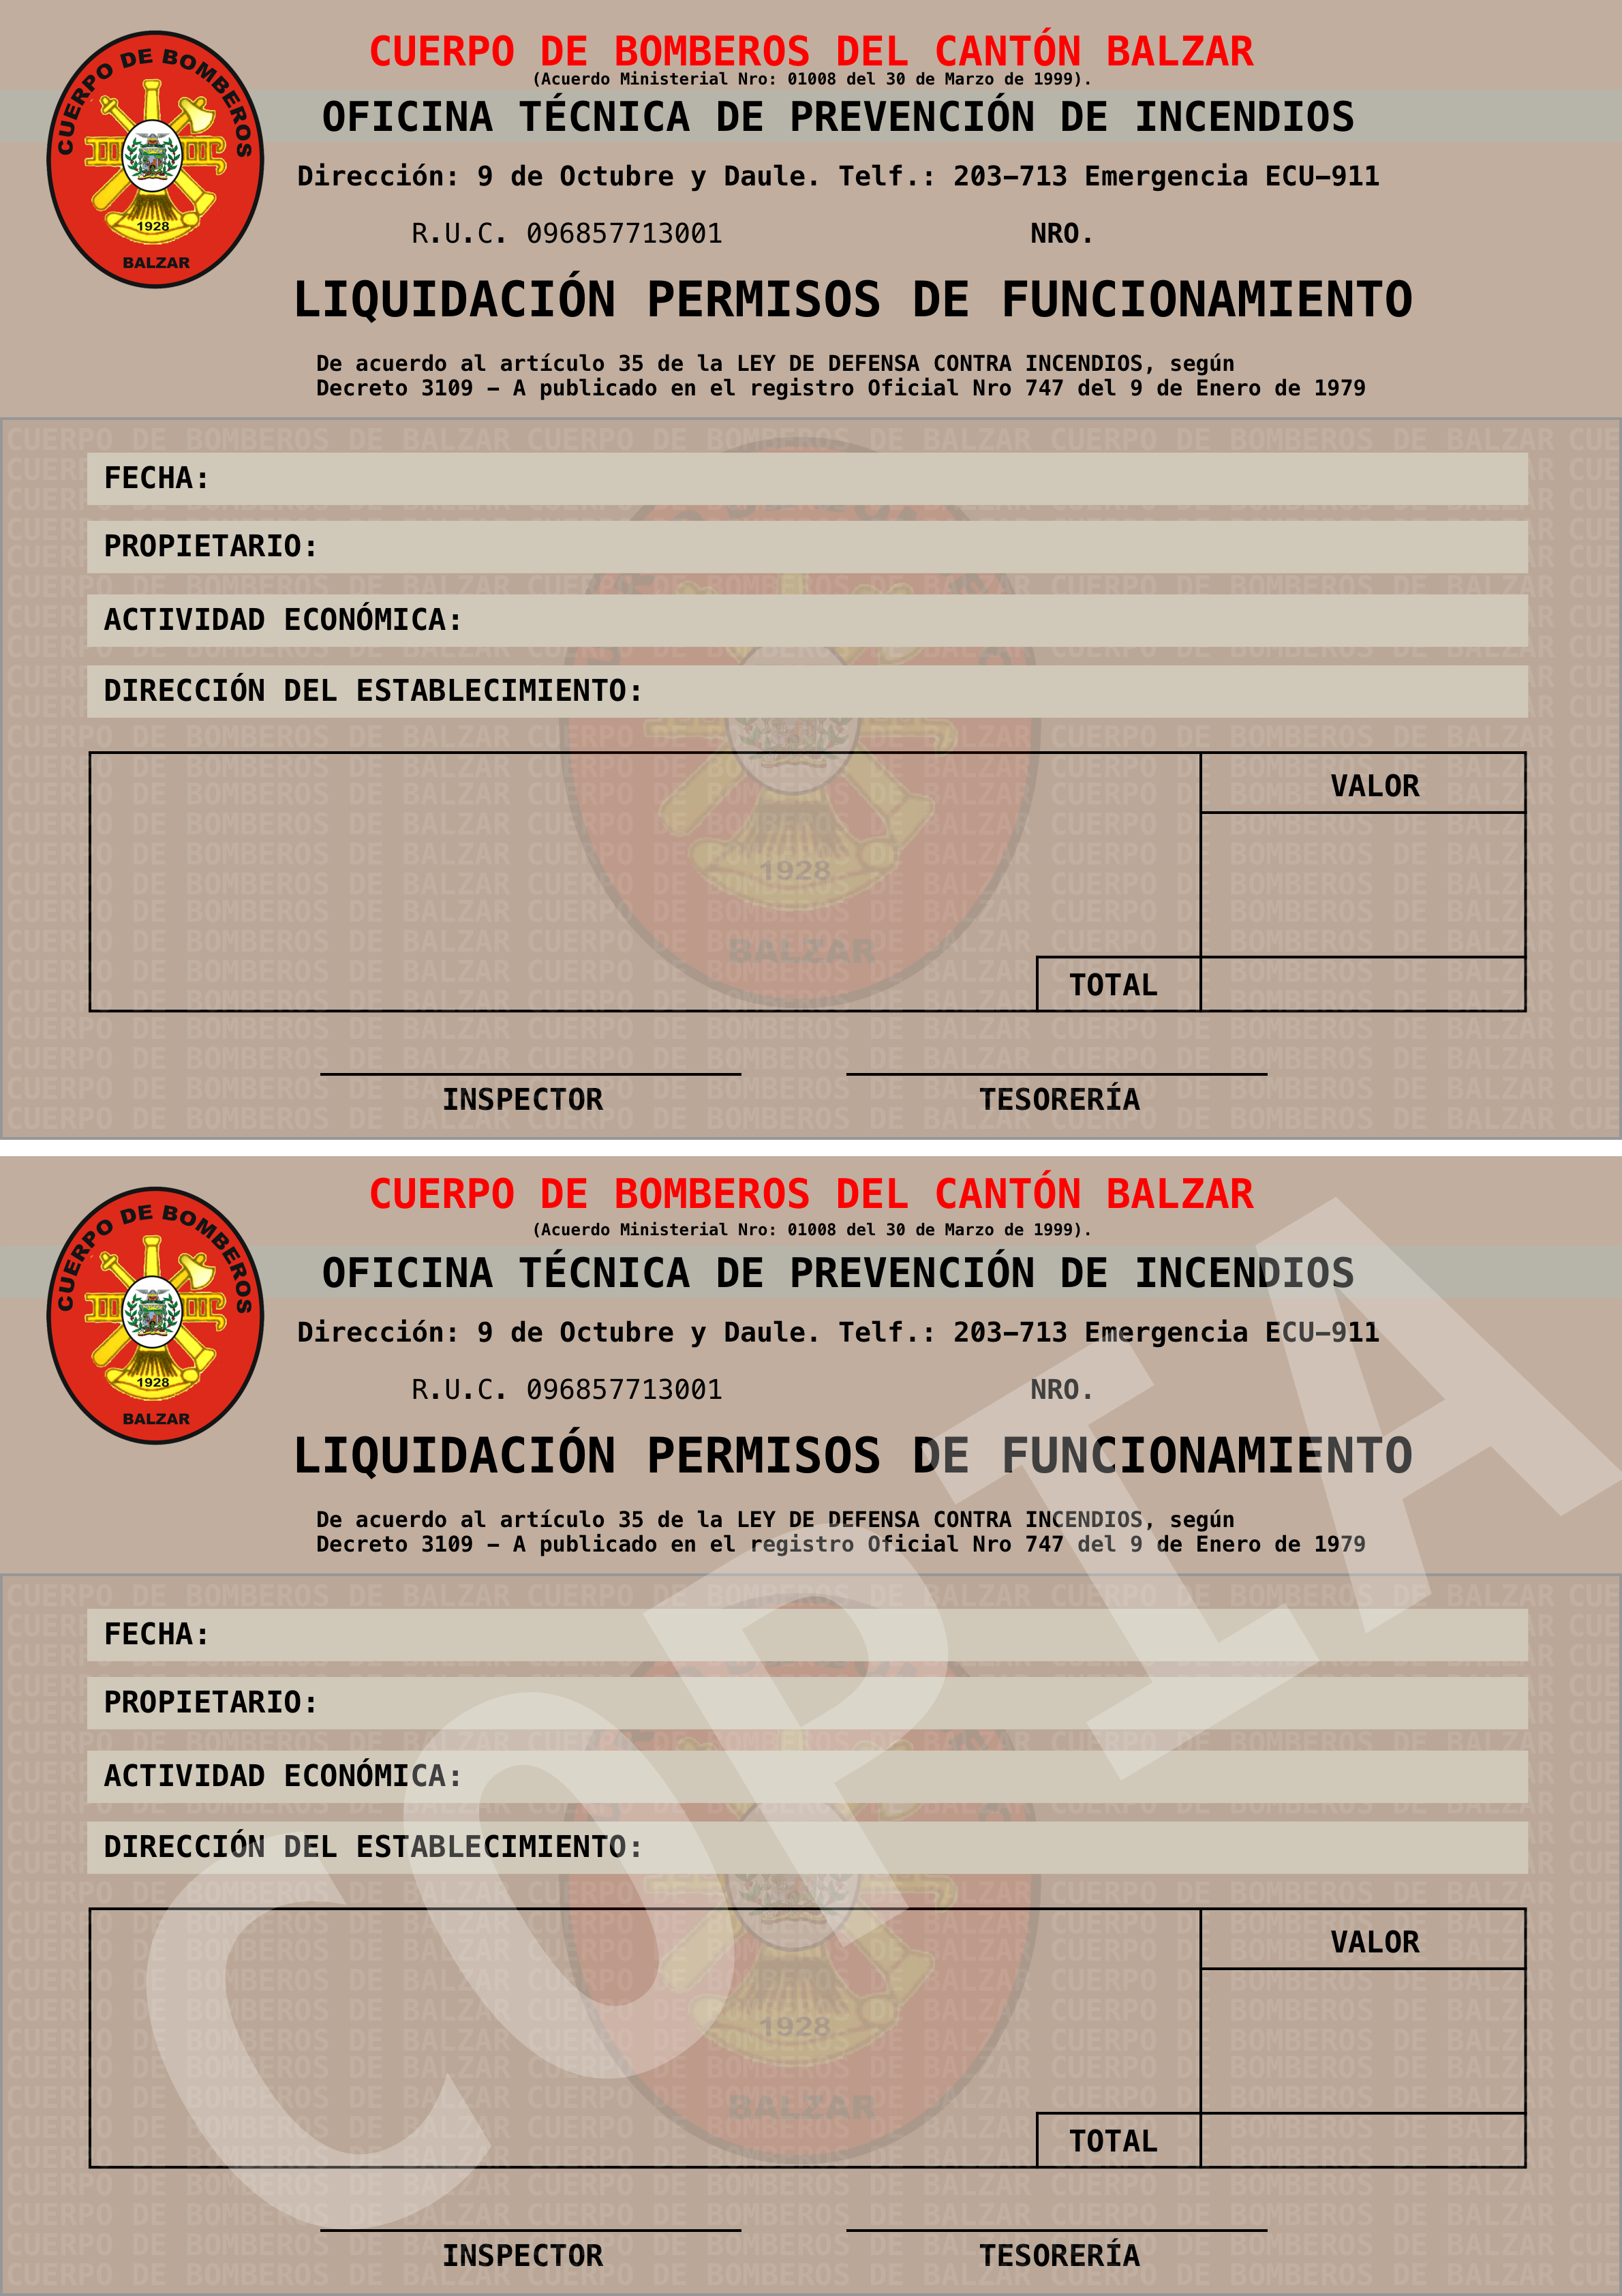 CUERPO DE BOMBEROS
1928
BALZAR
CUERPO DE BOMBEROS DEL CANTÓN BALZAR
(Acuerdo Ministerial Nro: 01008 del 30 de Marzo de 1999).
OFICINA TÉCNICA DE PREVENCIÓN DE INCENDIOS
Dirección: 9 de Octubre y Daule. Telf.: 203-713 Emergencia ECU-911
R.U.C. 096857713001 NRO.
LIQUIDACIÓN PERMISOS DE FUNCIONAMIENTO
De acuerdo al artículo 35 de la LEY DE DEFENSA CONTRA INCENDIOS, según
Decreto 3109 - A publicado en el registro Oficial Nro 747 del 9 de Enero de 1979
FECHA:
PROPIETARIO:
ACTIVIDAD ECONÓMICA:
DIRECCIÓN DEL ESTABLECIMIENTO:
VALOR
1928
BALZAR
TOTAL
INSPECTOR TESORERÍA
CUERPO DE BOMBEROS
1928
BALZAR
CUERPO DE BOMBEROS DEL CANTÓN BALZAR
(Acuerdo Ministerial Nro: 01008 del 30 de Marzo de 1999).
OFICINA TÉCNICA DE PREVENCIÓN DE INCENDIOS
Dirección: 9 de Octubre y Daule. Telf.: 203-713 Emergencia ECU-911
R.U.C. 096857713001 NRO.
LIQUIDACIÓN PERMISOS DE FUNCIONAMIENTO
De acuerdo al artículo 35 de la LEY DE DEFENSA CONTRA INCENDIOS, según
Decreto 3109 - A publicado en el registro Oficial Nro 747 del 9 de Enero de 1979
FECHA:
PROPIETARIO:
ACTIVIDAD ECONÓMICA:
DIRECCIÓN DEL ESTABLECIMIENTO:
COPIA
VALOR
1928
BALZAR
TOTAL
INSPECTOR TESORERÍA